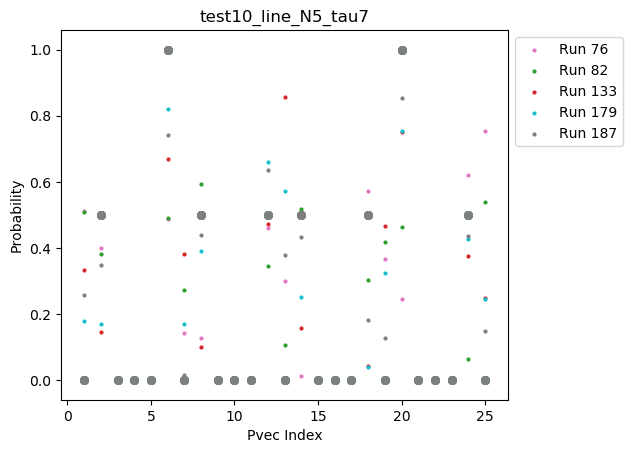 test10_line_N5_tau7
Probability
1.0
0.8
0.6
0.4
0.2
0.0
0 5 10 15 20 25
Pvec Index
Run 76
Run 82
Run 133
Run 179
Run 187